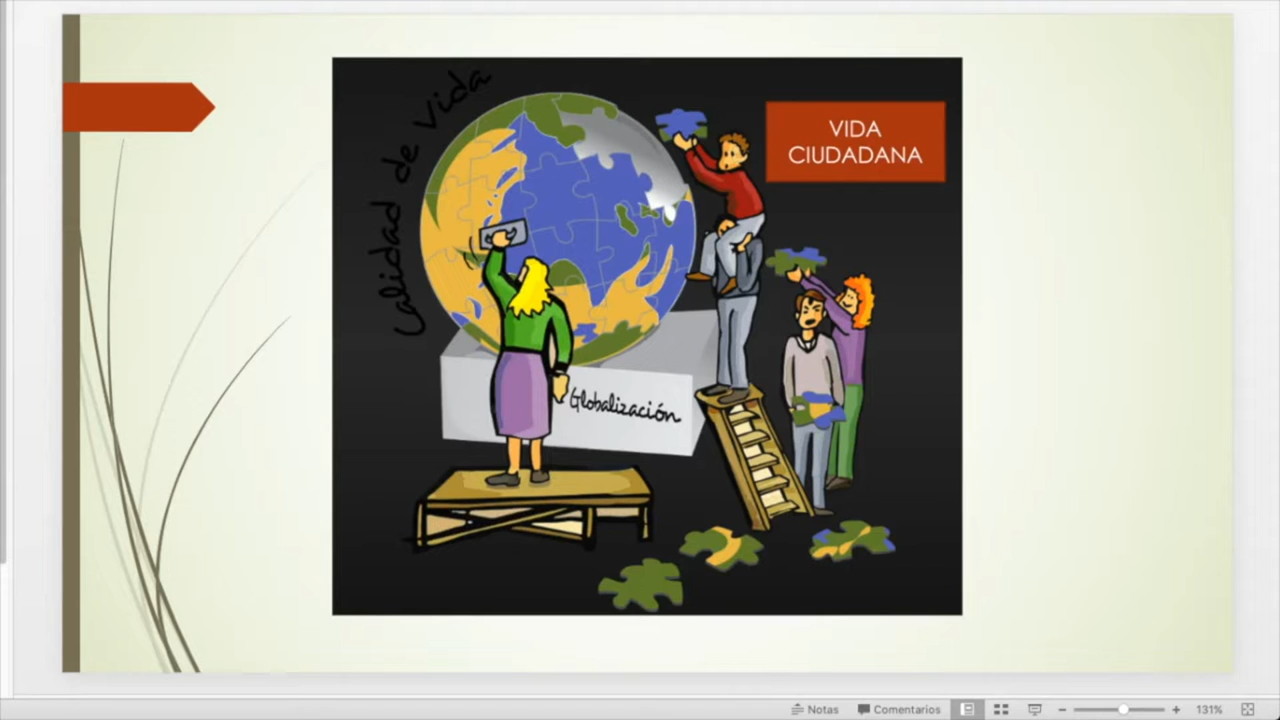 Calidad de Vida
VIDA
CIUDADANA
Globalización
Notas
Comentarios
131%